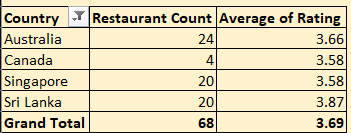 Country Restaurant Count Average of Rating
Australia 24 3.66
Canada 4 3.58
Singapore 20 3.58
Sri Lanka 20 3.87
Grand Total 68 3.69